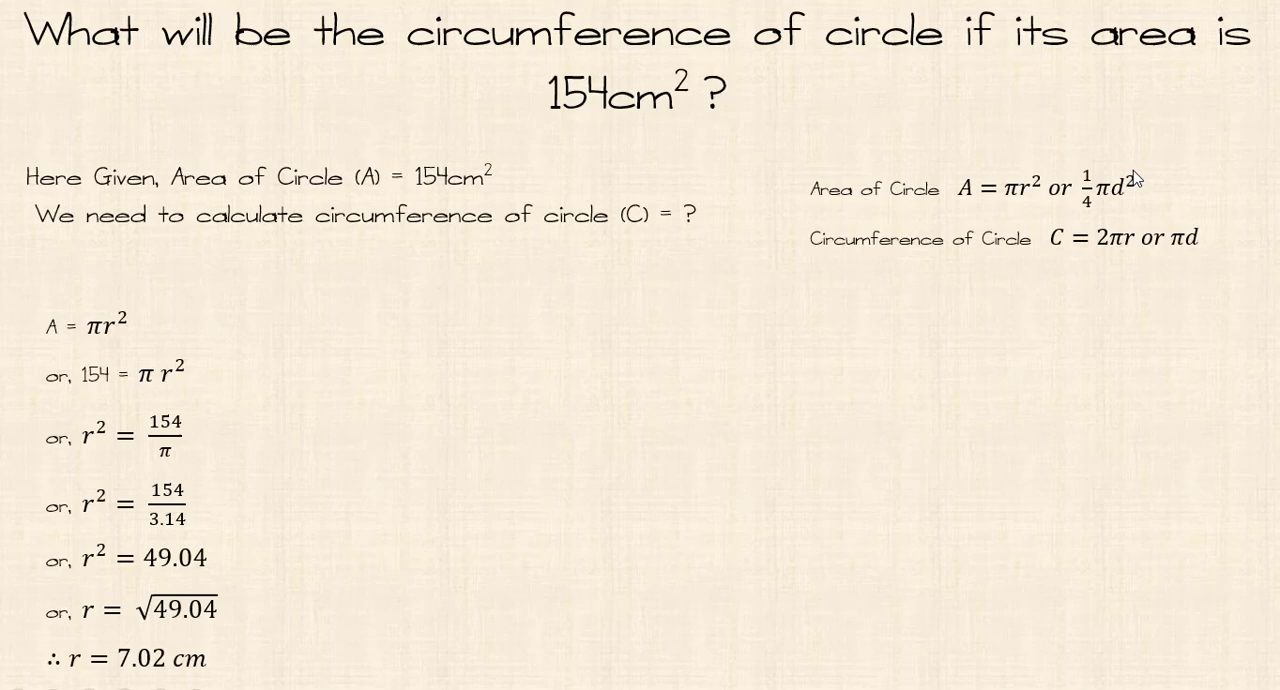 What will be the circumference of circle if its area is
154cm² ?
Here Given, Area of Circle (A) = 154cm²
We need to calculate circumference of circle (C) = ?
Area of Circle A = πr² or 1/4 πd²
Circumference of Circle C = 2πr or πd
A = πr²
or, 154 = π r²
or, r² = 154/π
or, r² = 154/3.14
or, r² = 49.04
or, r = √49.04
∴ r = 7.02 cm